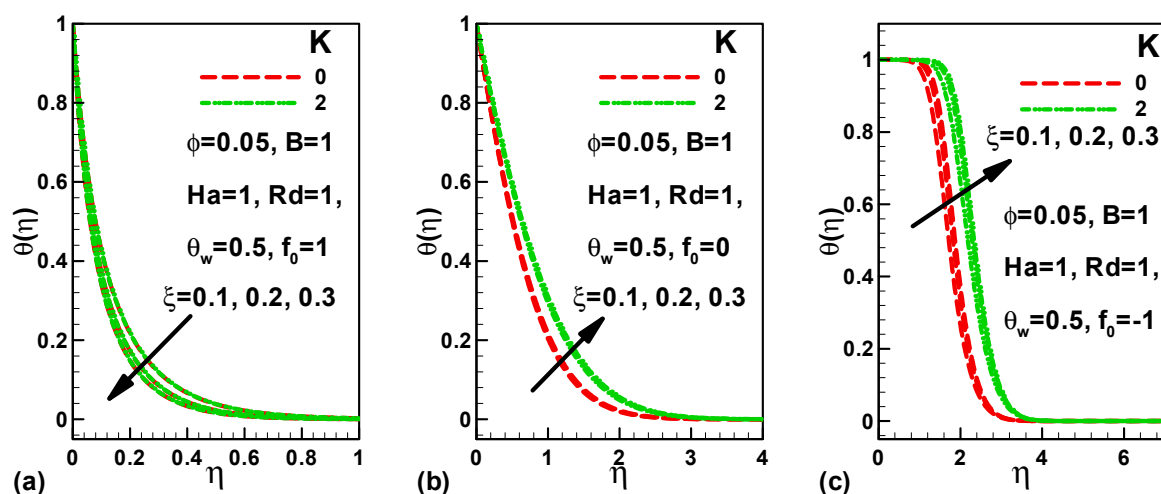 K
0
2
ϕ=0.05, B=1
Ha=1, Rd=1,
θw=0.5, f0=1
ξ=0.1, 0.2, 0.3
θ(η)
1
0.8
0.6
0.4
0.2
0
0 0.2 0.4 0.6 0.8 1
(a) η
K
0
2
ϕ=0.05, B=1
Ha=1, Rd=1,
θw=0.5, f0=0
ξ=0.1, 0.2, 0.3
θ(η)
1
0.8
0.6
0.4
0.2
0
0 1 2 3 4
(b) η
K
0
2
ξ=0.1, 0.2, 0.3
ϕ=0.05, B=1
Ha=1, Rd=1,
θw=0.5, f0=-1
θ(η)
1
0.8
0.6
0.4
0.2
0
0 2 4 6
(c) η